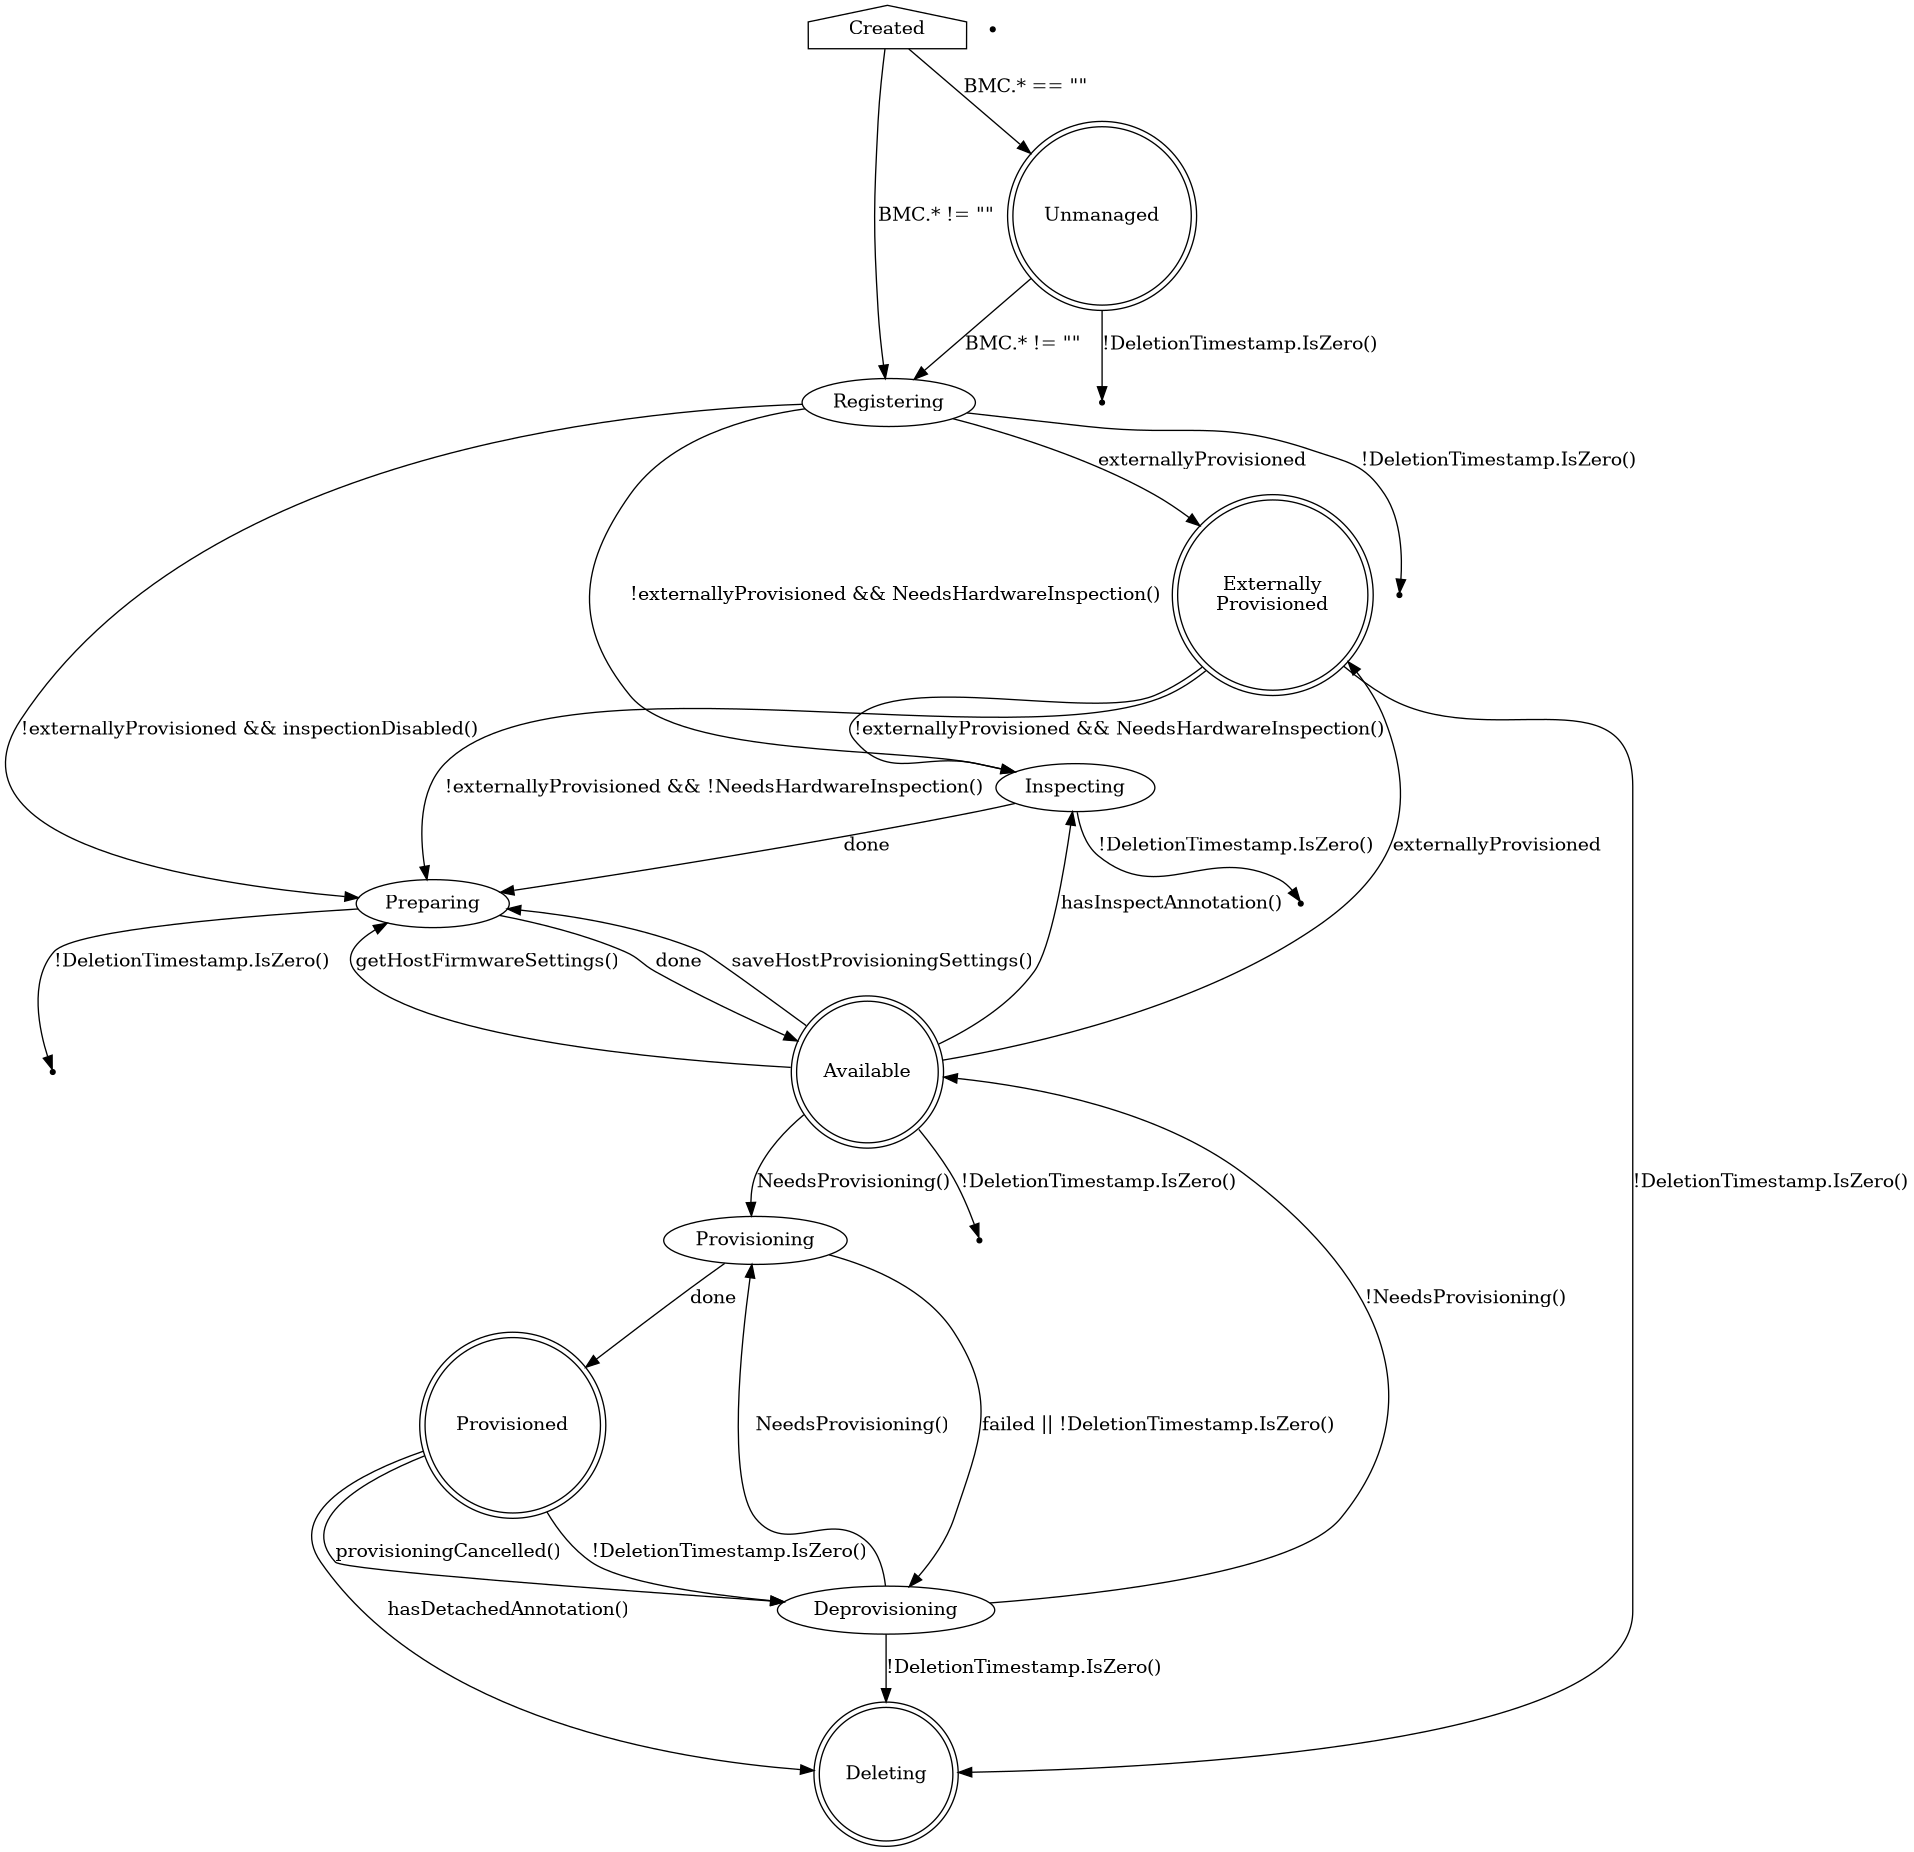 Created
BMC.* == ""
BMC.* != ""
Unmanaged
BMC.* != ""
!DeletionTimestamp.IsZero()
Registering
externallyProvisioned
!DeletionTimestamp.IsZero()
!externallyProvisioned && NeedsHardwareInspection()
Externally
Provisioned
!externallyProvisioned && inspectionDisabled()
!externallyProvisioned && NeedsHardwareInspection()
!externallyProvisioned && !NeedsHardwareInspection()
Inspecting
done
!DeletionTimestamp.IsZero()
externallyProvisioned
Preparing
hasInspectAnnotation()
!DeletionTimestamp.IsZero()
getHostFirmwareSettings()
done
saveHostProvisioningSettings()
Available
NeedsProvisioning()
!DeletionTimestamp.IsZero()
!DeletionTimestamp.IsZero()
Provisioning
done
!NeedsProvisioning()
Provisioned
NeedsProvisioning()
failed || !DeletionTimestamp.IsZero()
provisioningCancelled()
!DeletionTimestamp.IsZero()
hasDetachedAnnotation()
Deprovisioning
!DeletionTimestamp.IsZero()
Deleting